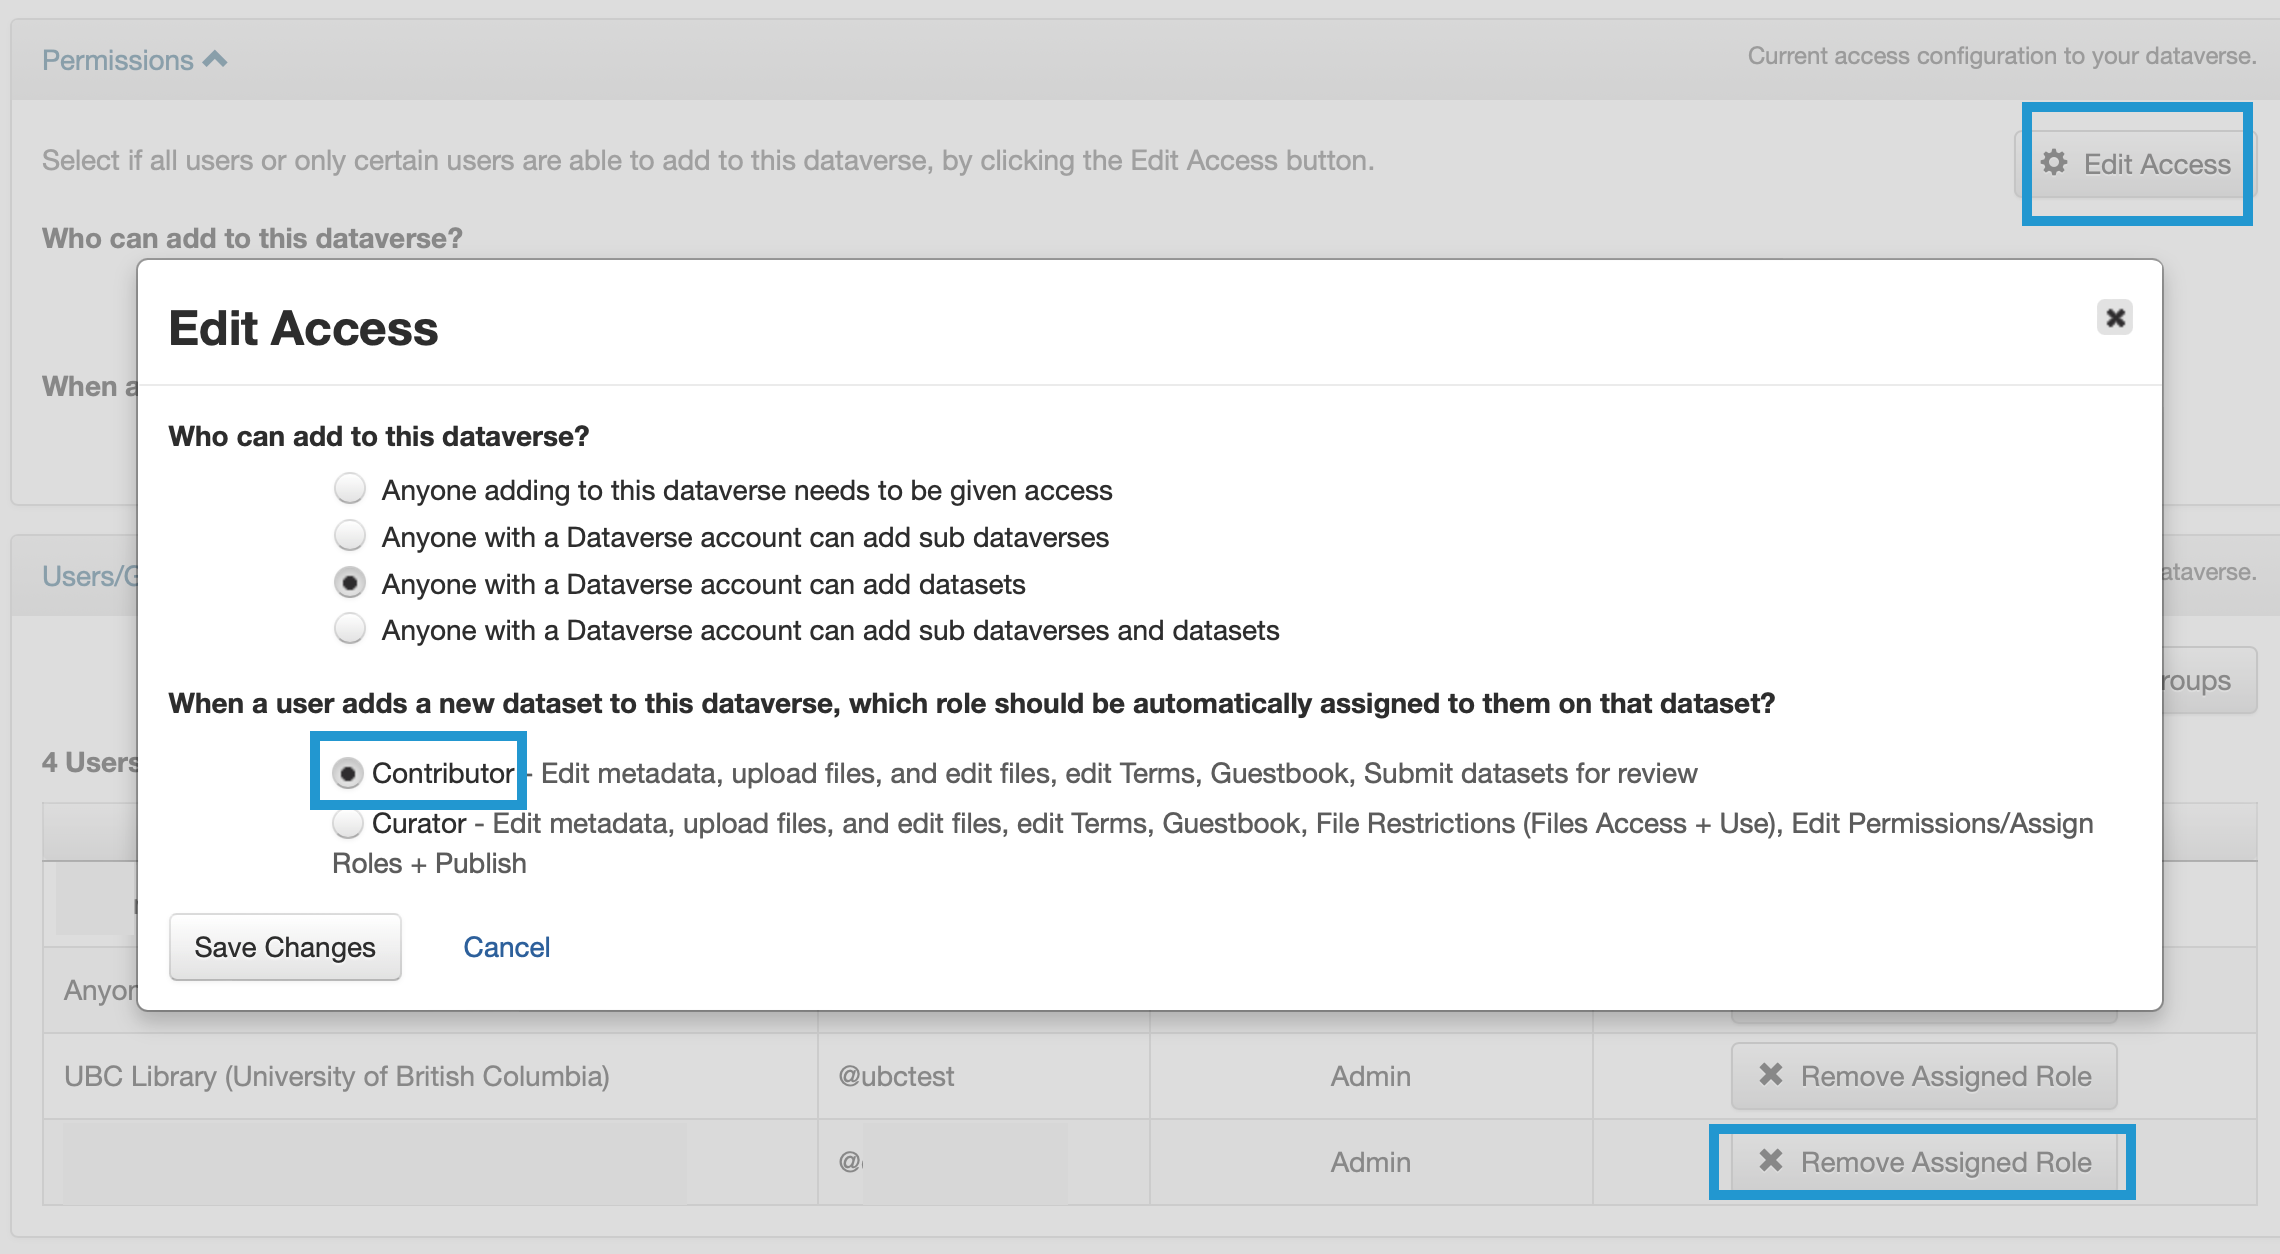 Permissions
Current access configuration to your dataverse.
Select if all users or only certain users are able to add to this dataverse, by clicking the Edit Access button.
Edit Access
Who can add to this dataverse?
When a
Edit Access
Who can add to this dataverse?
Anyone adding to this dataverse needs to be given access
Anyone with a Dataverse account can add sub dataverses
Anyone with a Dataverse account can add datasets
Anyone with a Dataverse account can add sub dataverses and datasets
When a user adds a new dataset to this dataverse, which role should be automatically assigned to them on that dataset?
Contributor - Edit metadata, upload files, and edit files, edit Terms, Guestbook, Submit datasets for review
Curator - Edit metadata, upload files, and edit files, edit Terms, Guestbook, File Restrictions (Files Access + Use), Edit Permissions/Assign
Roles + Publish
Save Changes
Cancel
Users/G
ataverse.
roups
4 Users
Anyon
UBC Library (University of British Columbia)
@ubctest
Admin
Remove Assigned Role
@
Admin
Remove Assigned Role